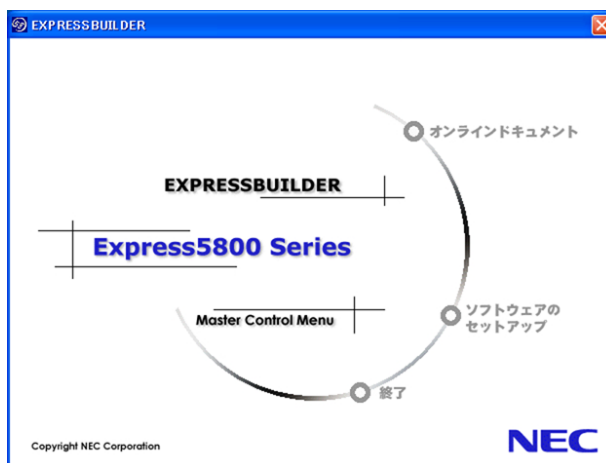 EXPRESSBUILDER
オンラインドキュメント
EXPRESSBUILDER
Express5800 Series
ソフトウェアの
セットアップ
Master Control Menu
終了
Copyright NEC Corporation
NEC